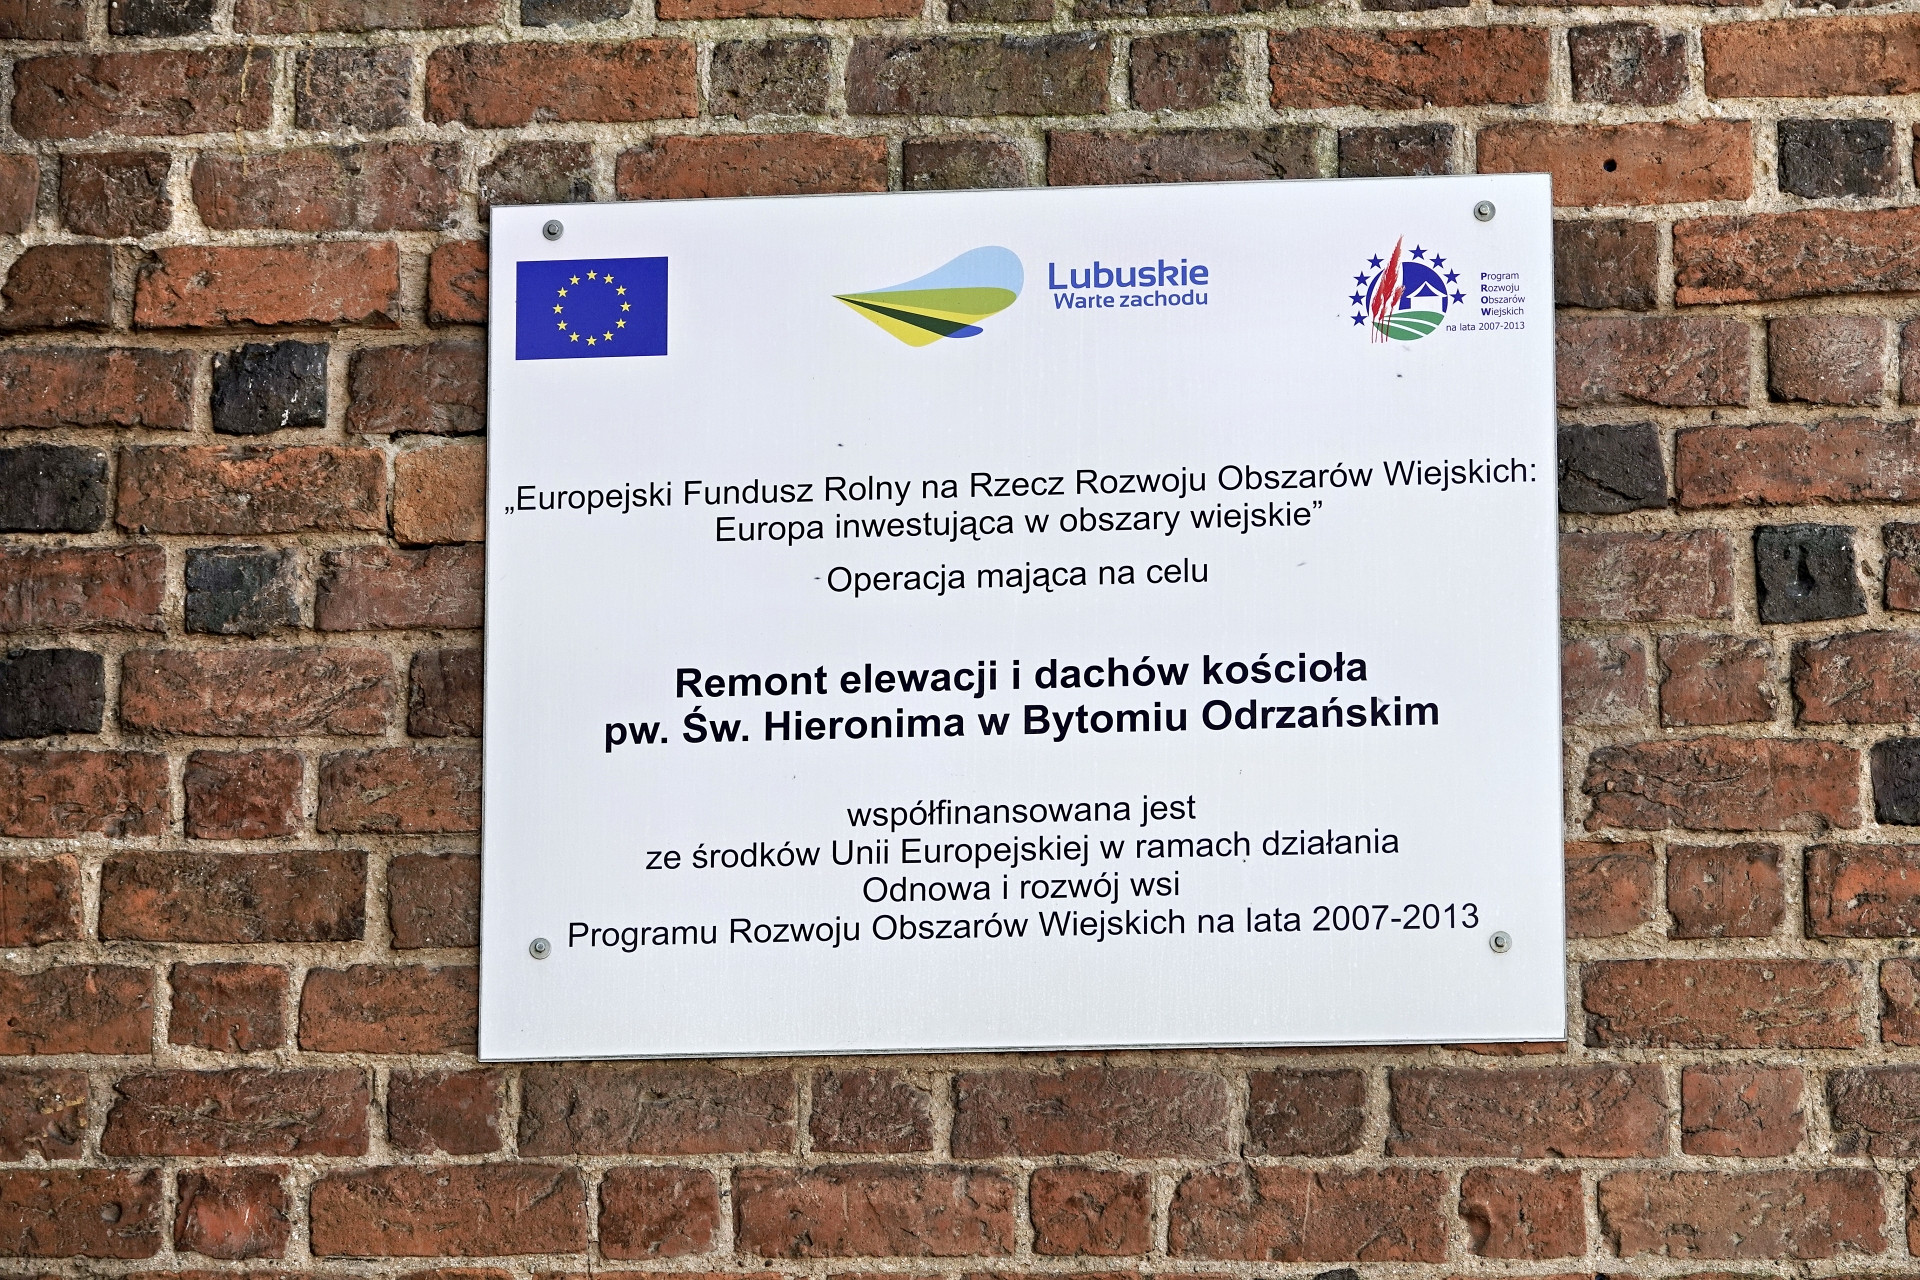 Lubuskie
Warte zachodu
Program
Rozwoju
Obszarów
Wiejskich
na lata 2007-2013
„Europejski Fundusz Rolny na Rzecz Rozwoju Obszarów Wiejskich:
Europa inwestująca w obszary wiejskie”
Operacja mająca na celu
Remont elewacji i dachów kościoła
pw. Św. Hieronima w Bytomiu Odrzańskim
współfinansowana jest
ze środków Unii Europejskiej w ramach działania
Odnowa i rozwój wsi
Programu Rozwoju Obszarów Wiejskich na lata 2007-2013